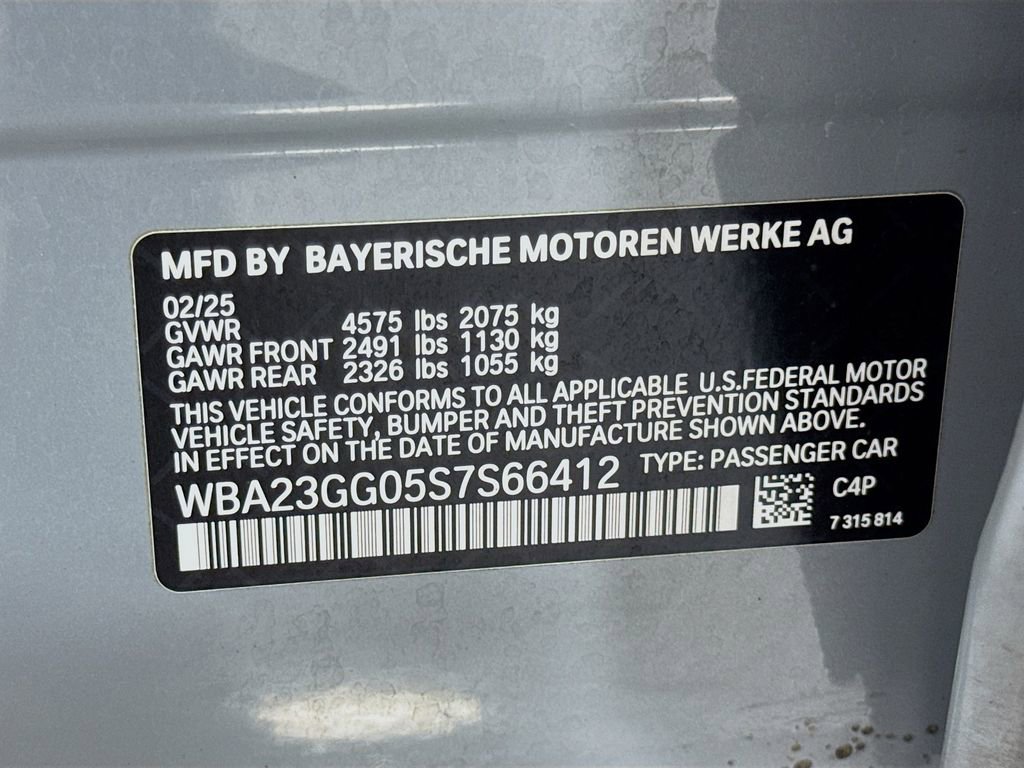 MFD BY BAYERISCHE MOTOREN WERKE AG
02/25
GVWR 4575 lbs 2075 kg
GAWR FRONT 2491 lbs 1130 kg
GAWR REAR 2326 lbs 1055 kg
THIS VEHICLE CONFORMS TO ALL APPLICABLE U.S.FEDERAL MOTOR
VEHICLE SAFETY, BUMPER AND THEFT PREVENTION STANDARDS
IN EFFECT ON THE DATE OF MANUFACTURE SHOWN ABOVE.
WBA23GG05S7S66412 TYPE: PASSENGER CAR
C4P
7 315 814